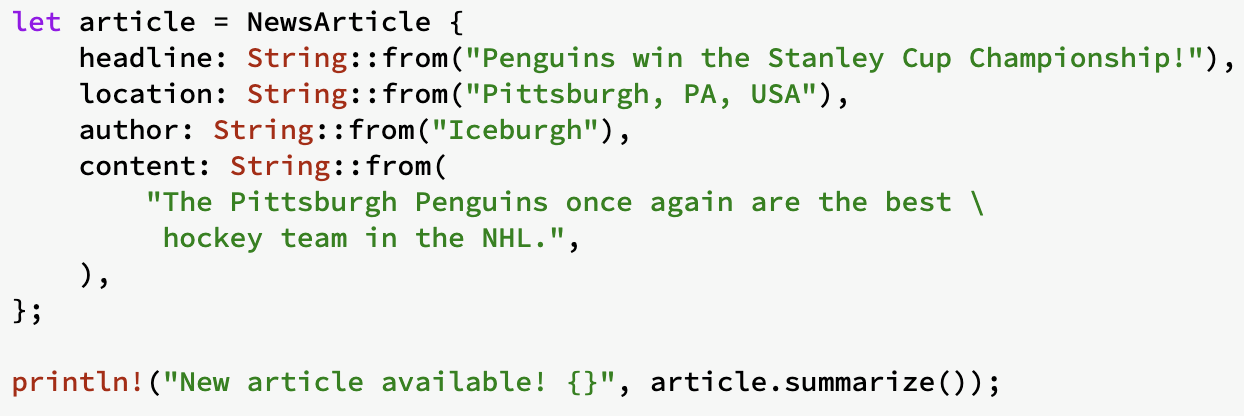 let article = NewsArticle {
    headline: String::from("Penguins win the Stanley Cup Championship!"),
    location: String::from("Pittsburgh, PA, USA"),
    author: String::from("Iceburgh"),
    content: String::from(
        "The Pittsburgh Penguins once again are the best \
         hockey team in the NHL.",
    ),
};

println!("New article available! {}", article.summarize());